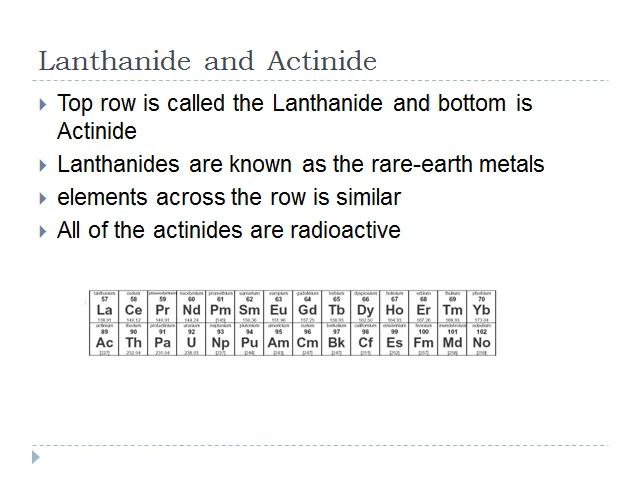 Lanthanide and Actinide
Top row is called the Lanthanide and bottom is
Actinide
Lanthanides are known as the rare-earth metals
elements across the row is similar
All of the actinides are radioactive
57 58 59 60 61 62 63 64 65 66 67 68 69 70
La Ce Pr Nd Pm Sm Eu Gd Tb Dy Ho Er Tm Yb
89 90 91 92 93 94 95 96 97 98 99 100 101 102
Ac Th Pa U Np Pu Am Cm Bk Cf Es Fm Md No